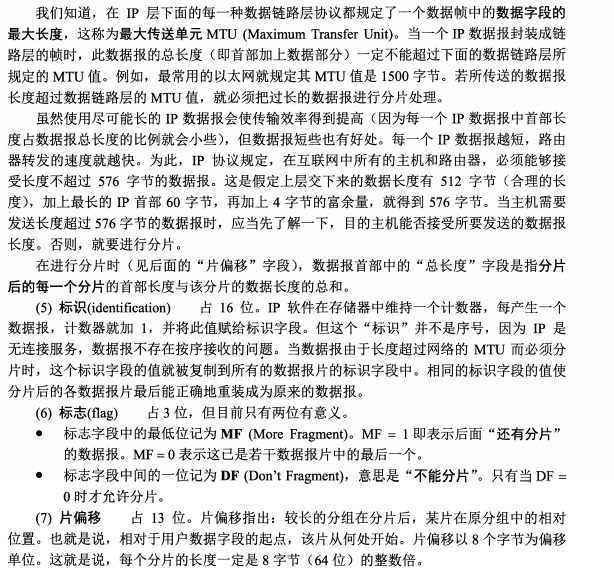 我们知道，在 IP 层下面的每一种数据链路层协议都规定了一个数据帧中的数据字段的
最大长度，这称为最大传送单元 MTU (Maximum Transfer Unit)。当一个 IP 数据报封装成链
路层的帧时，此数据报的总长度（即首部加上数据部分）一定不能超过下面的数据链路层所
规定的 MTU 值。例如，最常用的以太网就规定其 MTU 值是 1500 字节。若所传送的数据报
长度超过数据链路层的 MTU 值，就必须把过长的数据报进行分片处理。
虽然使用尽可能长的 IP 数据报会使传输效率得到提高（因为每一个 IP 数据报中首部长
度占数据报总长度的比例就会小些），但数据报短些也有好处。每一个 IP 数据报越短，路由
器转发的速度就越快。为此，IP 协议规定，在互联网中所有的主机和路由器，必须能够接
受长度不超过 576 字节的数据报。这是假定上层交下来的数据长度有 512 字节（合理的长
度），加上最长的 IP 首部 60 字节，再加上 4 字节的富余量，就得到 576 字节。当主机需要
发送长度超过 576 字节的数据报时，应当先了解一下，目的主机能否接受所要发送的数据报
长度。否则，就要进行分片。
在进行分片时（见后面的“片偏移”字段），数据报首部中的“总长度”字段是指分片
后的每一个分片的首部长度与该分片的数据长度的总和。
(5) 标识(identification) 占 16 位。IP 软件在存储器中维持一个计数器，每产生一个
数据报，计数器就加 1，并将此值赋给标识字段。但这个“标识”并不是序号，因为 IP 是
无连接服务，数据报不存在按序接收的问题。当数据报由于长度超过网络的 MTU 而必须分
片时，这个标识字段的值就被复制到所有的数据报片的标识字段中。相同的标识字段的值使
分片后的各数据报片最后能正确地重装成为原来的数据报。
(6) 标志(flag) 占 3 位，但目前只有两位有意义。
● 标志字段中的最低位记为 MF (More Fragment)。MF = 1 即表示后面“还有分片”
的数据报。MF = 0 表示这已是若干数据报片中的最后一个。
● 标志字段中间的一位记为 DF (Don't Fragment)，意思是“不能分片”。只有当 DF =
0 时才允许分片。
(7) 片偏移 占 13 位。片偏移指出：较长的分组在分片后，某片在原分组中的相对
位置。也就是说，相对于用户数据字段的起点，该片从何处开始。片偏移以 8 个字节为偏移
单位。这就是说，每个分片的长度一定是 8 字节（64 位）的整数倍。